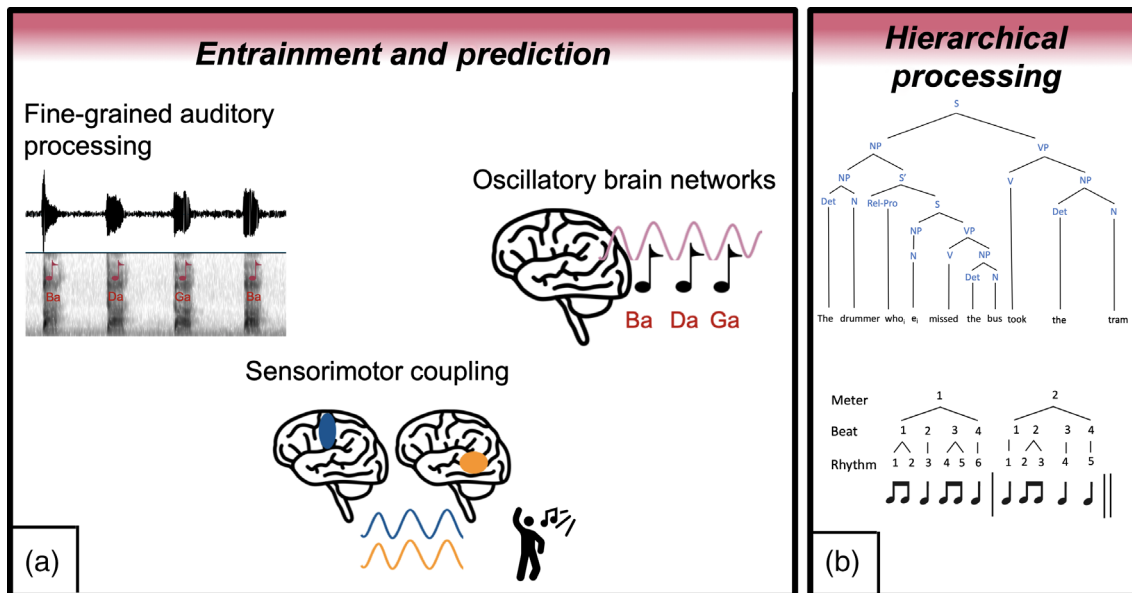 Entrainment and prediction
Fine-grained auditory
processing
Ba Da Ga Ba
Oscillatory brain networks
Ba Da Ga
Sensorimotor coupling
(a)
Hierarchical
processing
S
NP VP
NP S' V NP
Det N Rel-Pro S Det N
NP VP
N V NP
Det N
The drummer whoi ei missed the bus took the tram
Meter 1 2
Beat 1 2 3 4 1 2 3 4
Rhythm 1 2 3 4 5 6 1 2 3 4 5
(b)